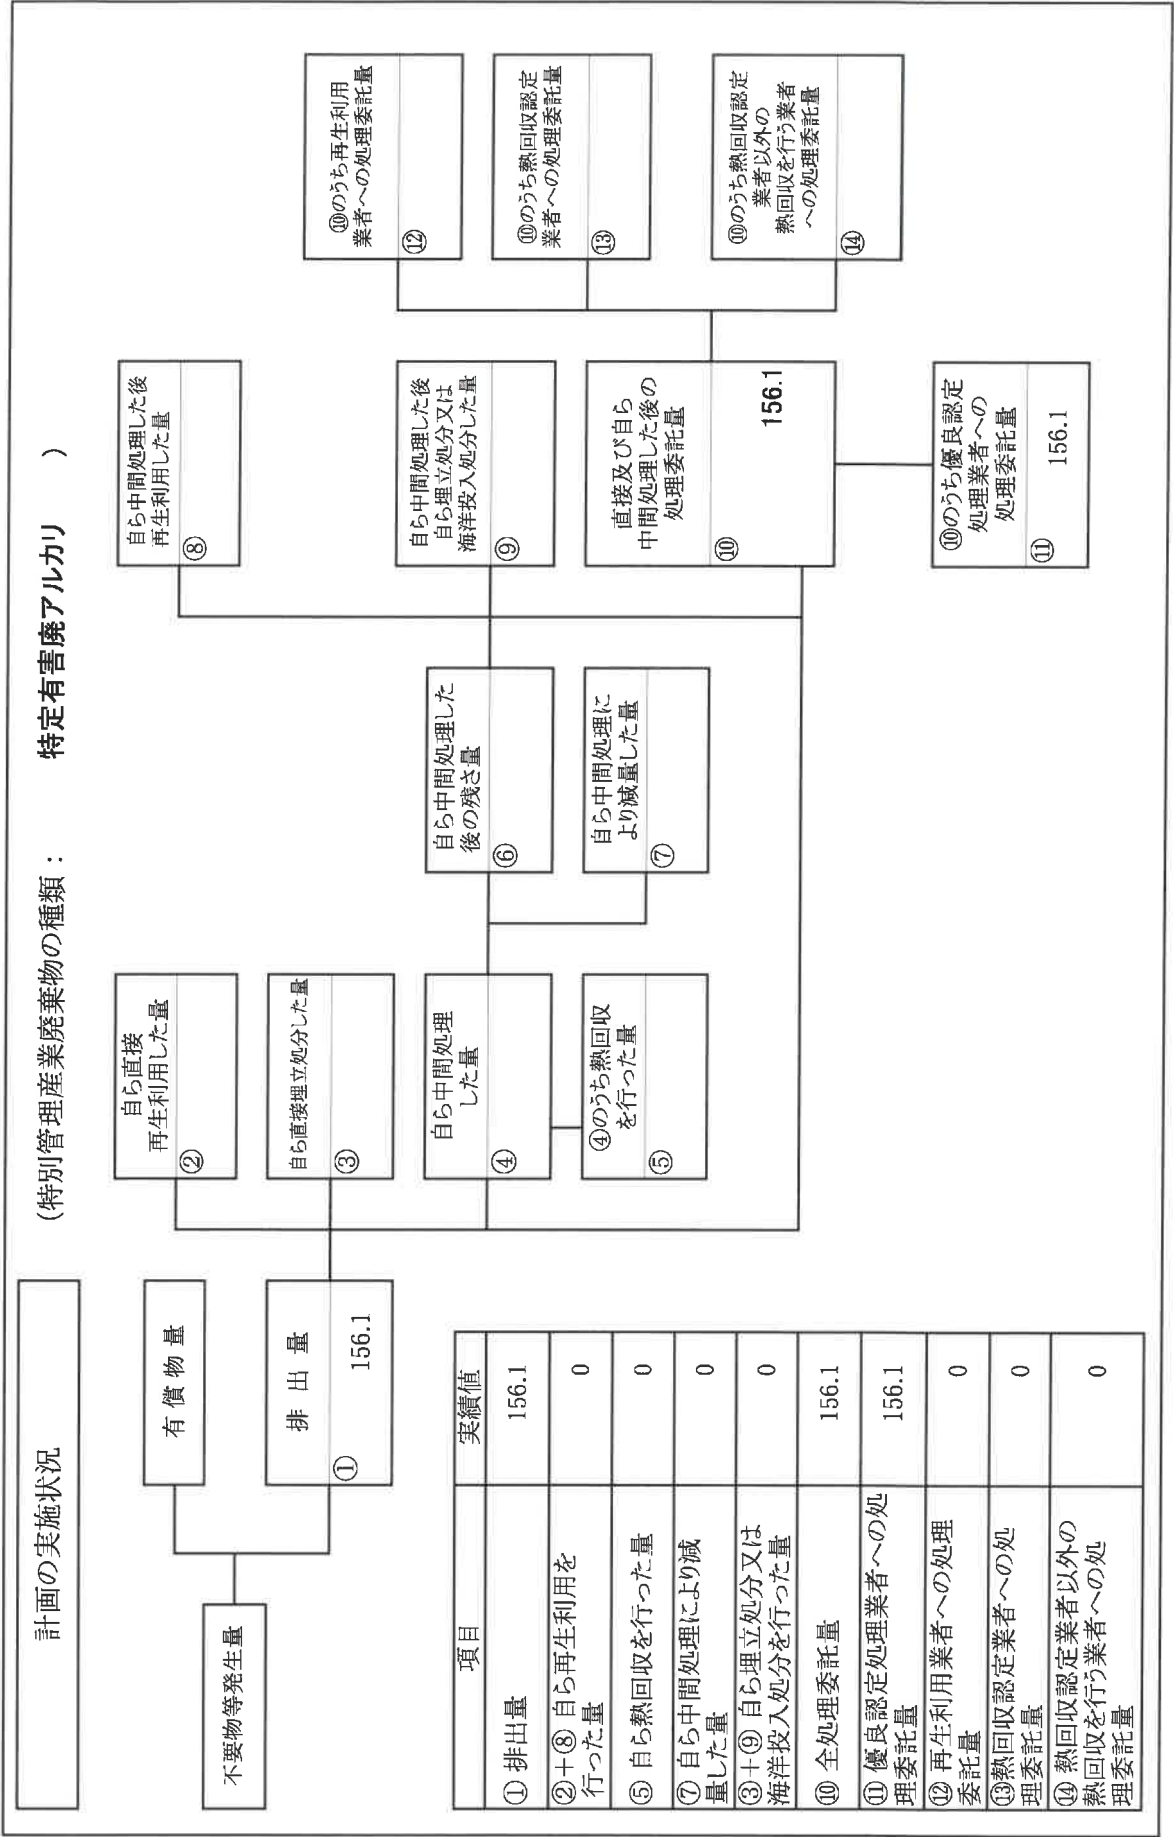 計画の実施状況
(特別管理産業廃棄物の種類： 特定有害廃アルカリ )
不要物等発生量
有 償 物 量
排 出 量
①
156.1
自ら直接
再生利用した量
②
自ら直接埋立処分した量
③
自ら中間処理
した量
④
④のうち熱回収
を行った量
⑤
自ら中間処理した
後の残さ量
⑥
自ら中間処理に
より減量した量
⑦
自ら中間処理した後
再生利用した量
⑧
自ら中間処理した後
自ら埋立処分又は
海洋投入処分した量
⑨
直接及び自ら
中間処理した後の
処理委託量
⑩
156.1
⑩のうち優良認定
処理業者への
処理委託量
⑪
156.1
⑩のうち再生利用
業者への処理委託量
⑫
⑩のうち熱回収認定
業者への処理委託量
⑬
⑩のうち熱回収認定
業者以外の
熱回収を行う業者
への処理委託量
⑭
項目 実績値
① 排出量 156.1
②＋⑧ 自ら再生利用を
行った量 0
⑤ 自ら熱回収を行った量 0
⑦ 自ら中間処理により減
量した量 0
③＋⑨ 自ら埋立処分又は
海洋投入処分を行った量 0
⑩ 全処理委託量 156.1
⑪ 優良認定処理業者への処
理委託量 156.1
⑫ 再生利用業者への処理
委託量 0
⑬熱回収認定業者への処
理委託量 0
⑭ 熱回収認定業者以外の
熱回収を行う業者への処
理委託量 0